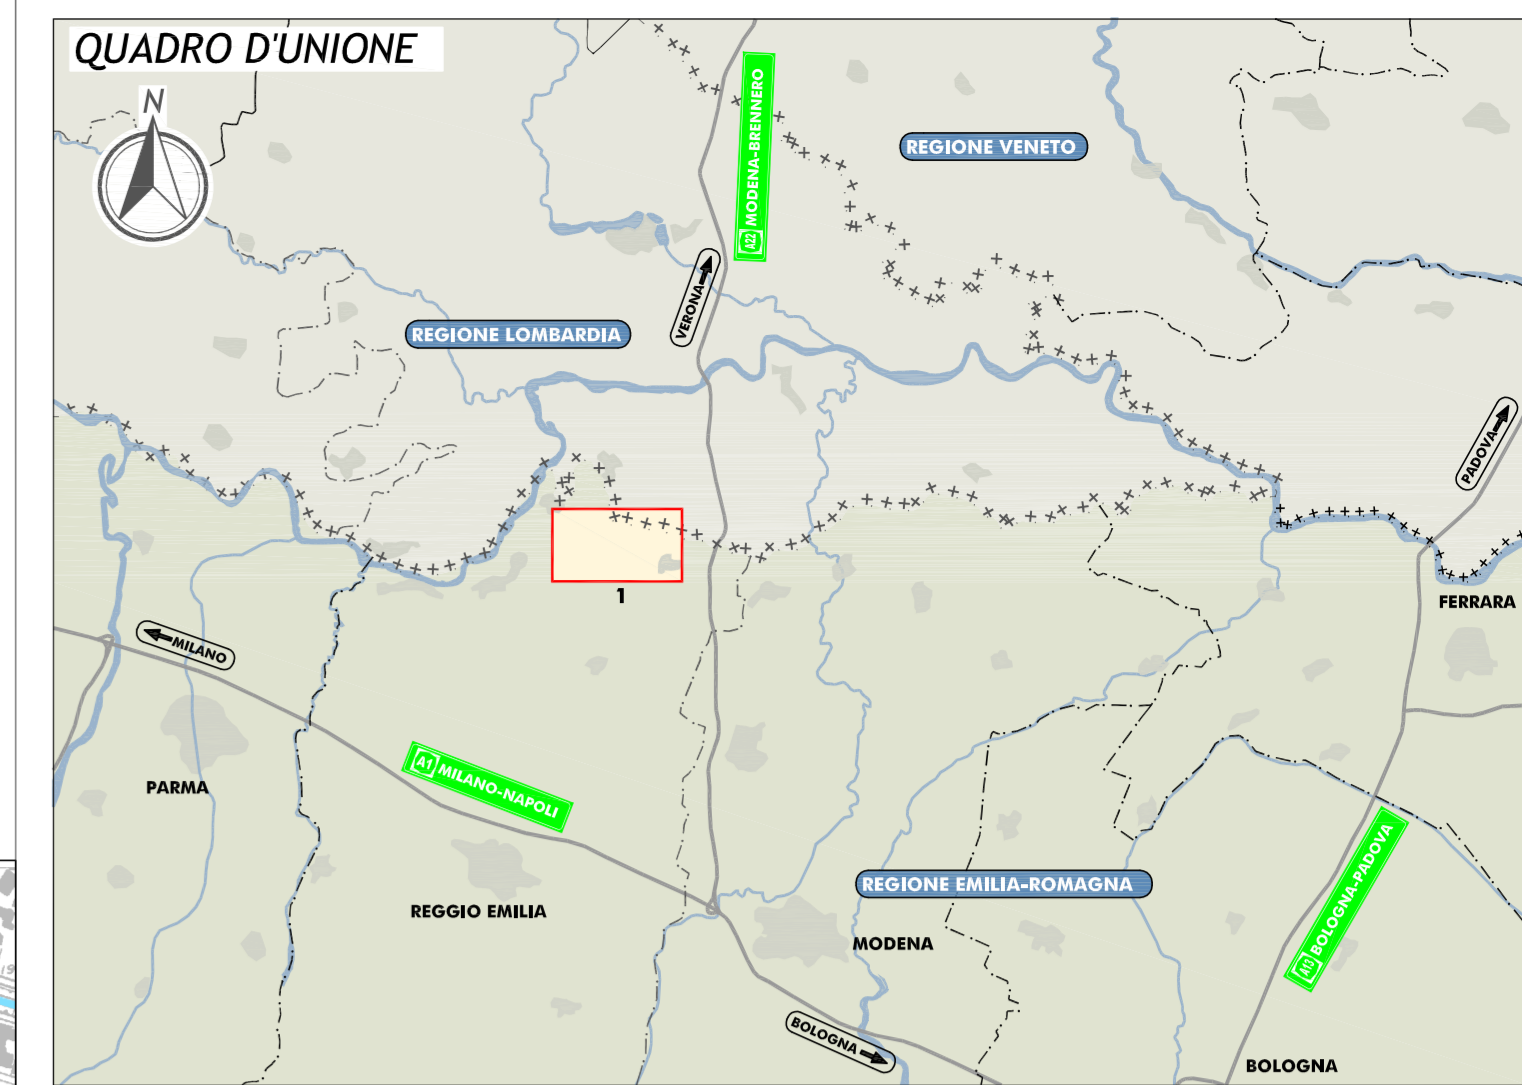 QUADRO D'UNIONE
N
A22 MODENA-BRENNERO
REGIONE VENETO
VERONA
REGIONE LOMBARDIA
PADOVA
1
FERRARA
MILANO
PARMA
A1 MILANO-NAPOLI
REGGIO EMILIA
REGIONE EMILIA-ROMAGNA
MODENA
A13 BOLOGNA-PADOVA
BOLOGNA
BOLOGNA
19